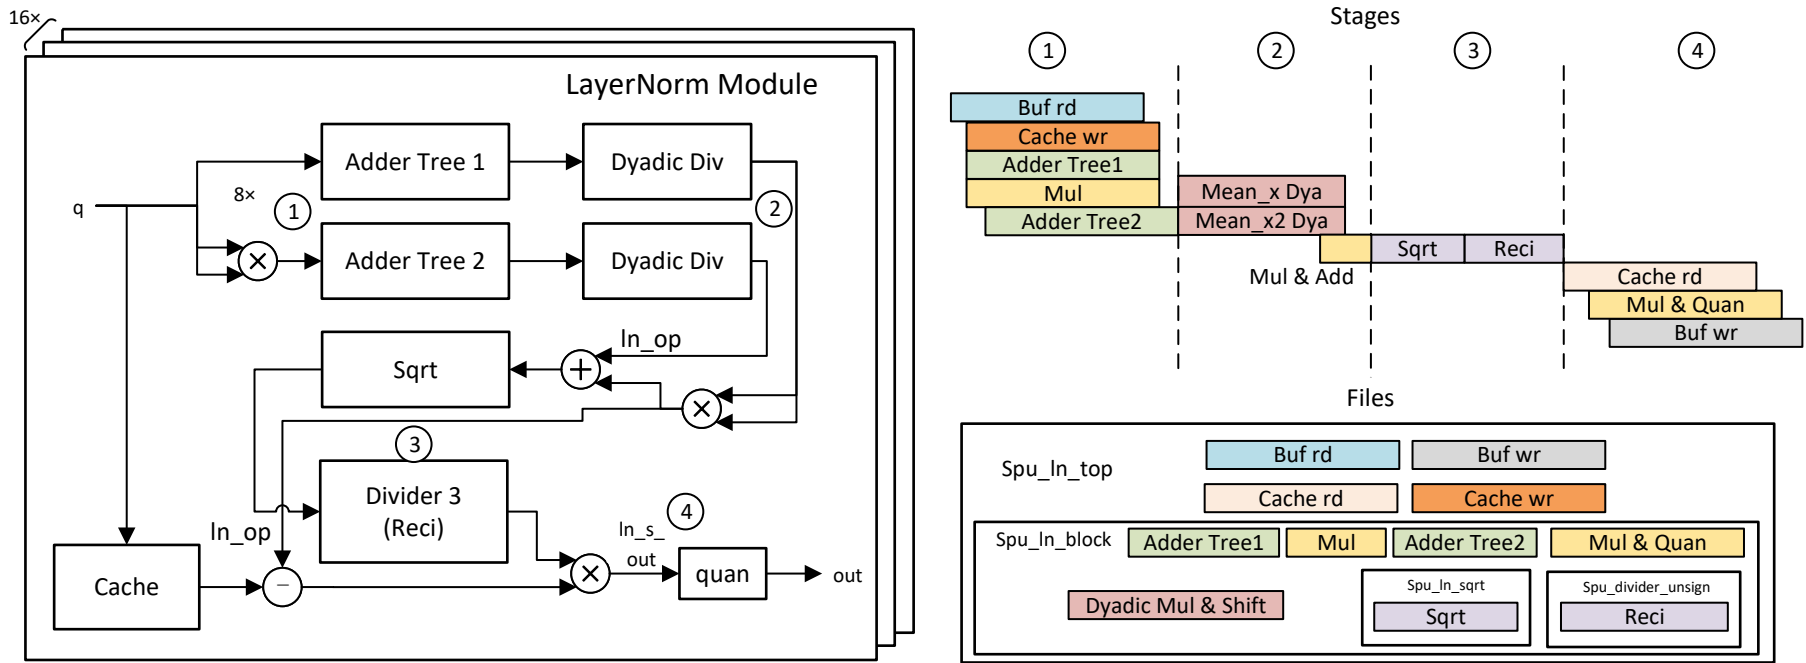 16×
LayerNorm Module
Adder Tree 1
Dyadic Div
q
8×
1
2
Adder Tree 2
Dyadic Div
×
ln_op
Sqrt
+
×
3
Divider 3
(Reci)
ln_op
4
ln_s_
out
Cache
−
×
quan
out
Stages
1
2
3
4
Buf rd
Cache wr
Adder Tree1
Mul
Mean_x Dya
Adder Tree2
Mean_x2 Dya
Mul & Add
Sqrt
Reci
Cache rd
Mul & Quan
Buf wr
Files
Spu_ln_top
Buf rd
Buf wr
Cache rd
Cache wr
Spu_ln_block
Adder Tree1
Mul
Adder Tree2
Mul & Quan
Dyadic Mul & Shift
Spu_ln_sqrt
Sqrt
Spu_divider_unsign
Reci